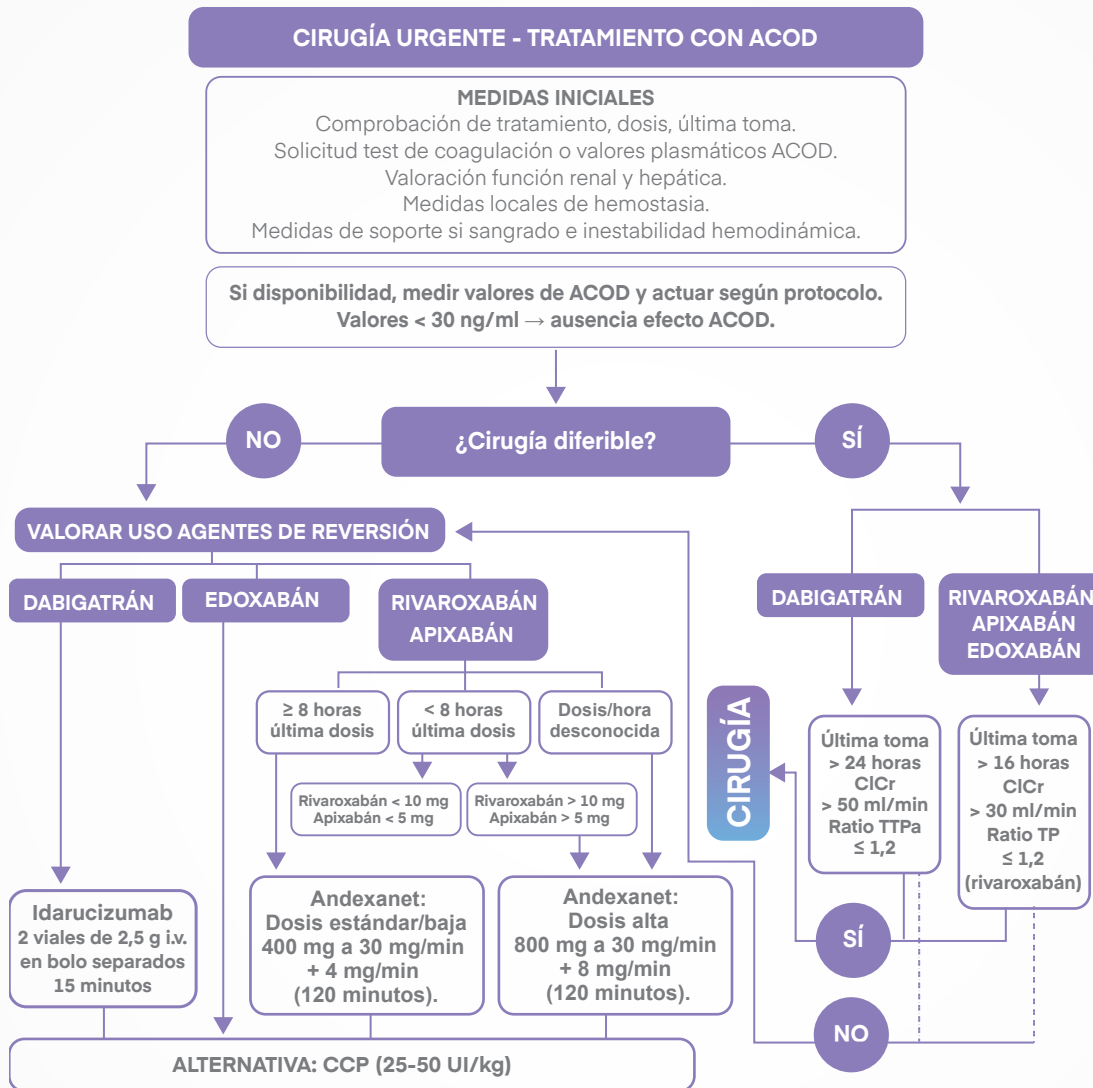 CIRUGÍA URGENTE - TRATAMIENTO CON ACOD
MEDIDAS INICIALES
Comprobación de tratamiento, dosis, última toma.
Solicitud test de coagulación o valores plasmáticos ACOD.
Valoración función renal y hepática.
Medidas locales de hemostasia.
Medidas de soporte si sangrado e inestabilidad hemodinámica.
Si disponibilidad, medir valores de ACOD y actuar según protocolo.
Valores < 30 ng/ml → ausencia efecto ACOD.
NO
¿Cirugía diferible?
SÍ
VALORAR USO AGENTES DE REVERSIÓN
DABIGATRÁN
EDOXABÁN
RIVAROXABÁN
APIXABÁN
≥ 8 horas
última dosis
< 8 horas
última dosis
Dosis/hora
desconocida
Rivaroxabán < 10 mg
Apixabán < 5 mg
Rivaroxabán > 10 mg
Apixabán > 5 mg
Idarucizumab
2 viales de 2,5 g i.v.
en bolo separados
15 minutos
Andexanet:
Dosis estándar/baja
400 mg a 30 mg/min
+ 4 mg/min
(120 minutos).
Andexanet:
Dosis alta
800 mg a 30 mg/min
+ 8 mg/min
(120 minutos).
ALTERNATIVA: CCP (25-50 UI/kg)
DABIGATRÁN
RIVAROXABÁN
APIXABÁN
EDOXABÁN
CIRUGÍA
Última toma
> 24 horas
ClCr
> 50 ml/min
Ratio TTPa
≤ 1,2
Última toma
> 16 horas
ClCr
> 30 ml/min
Ratio TP
≤ 1,2
(rivaroxabán)
SÍ
NO